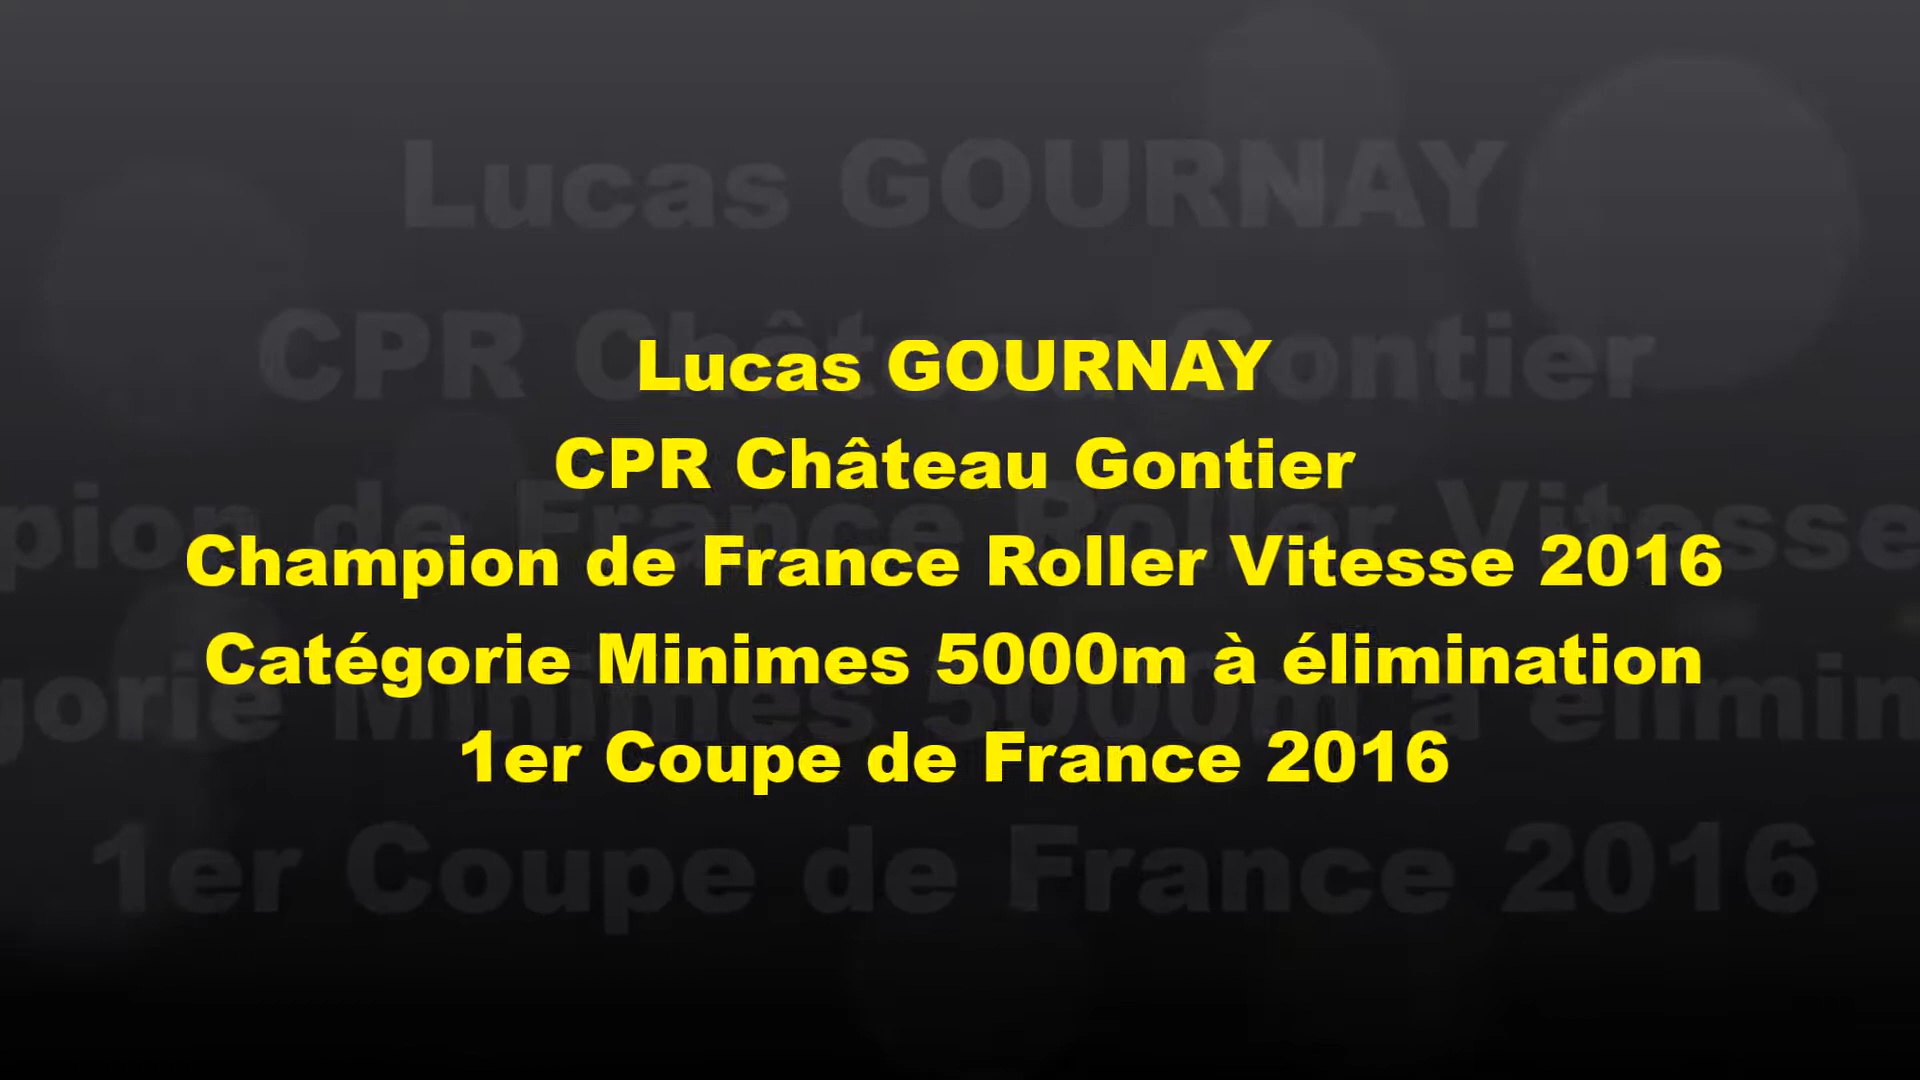 Lucas GOURNAY
CPR Château Gontier
Champion de France Roller Vitesse 2016
Catégorie Minimes 5000m à élimination
1er Coupe de France 2016